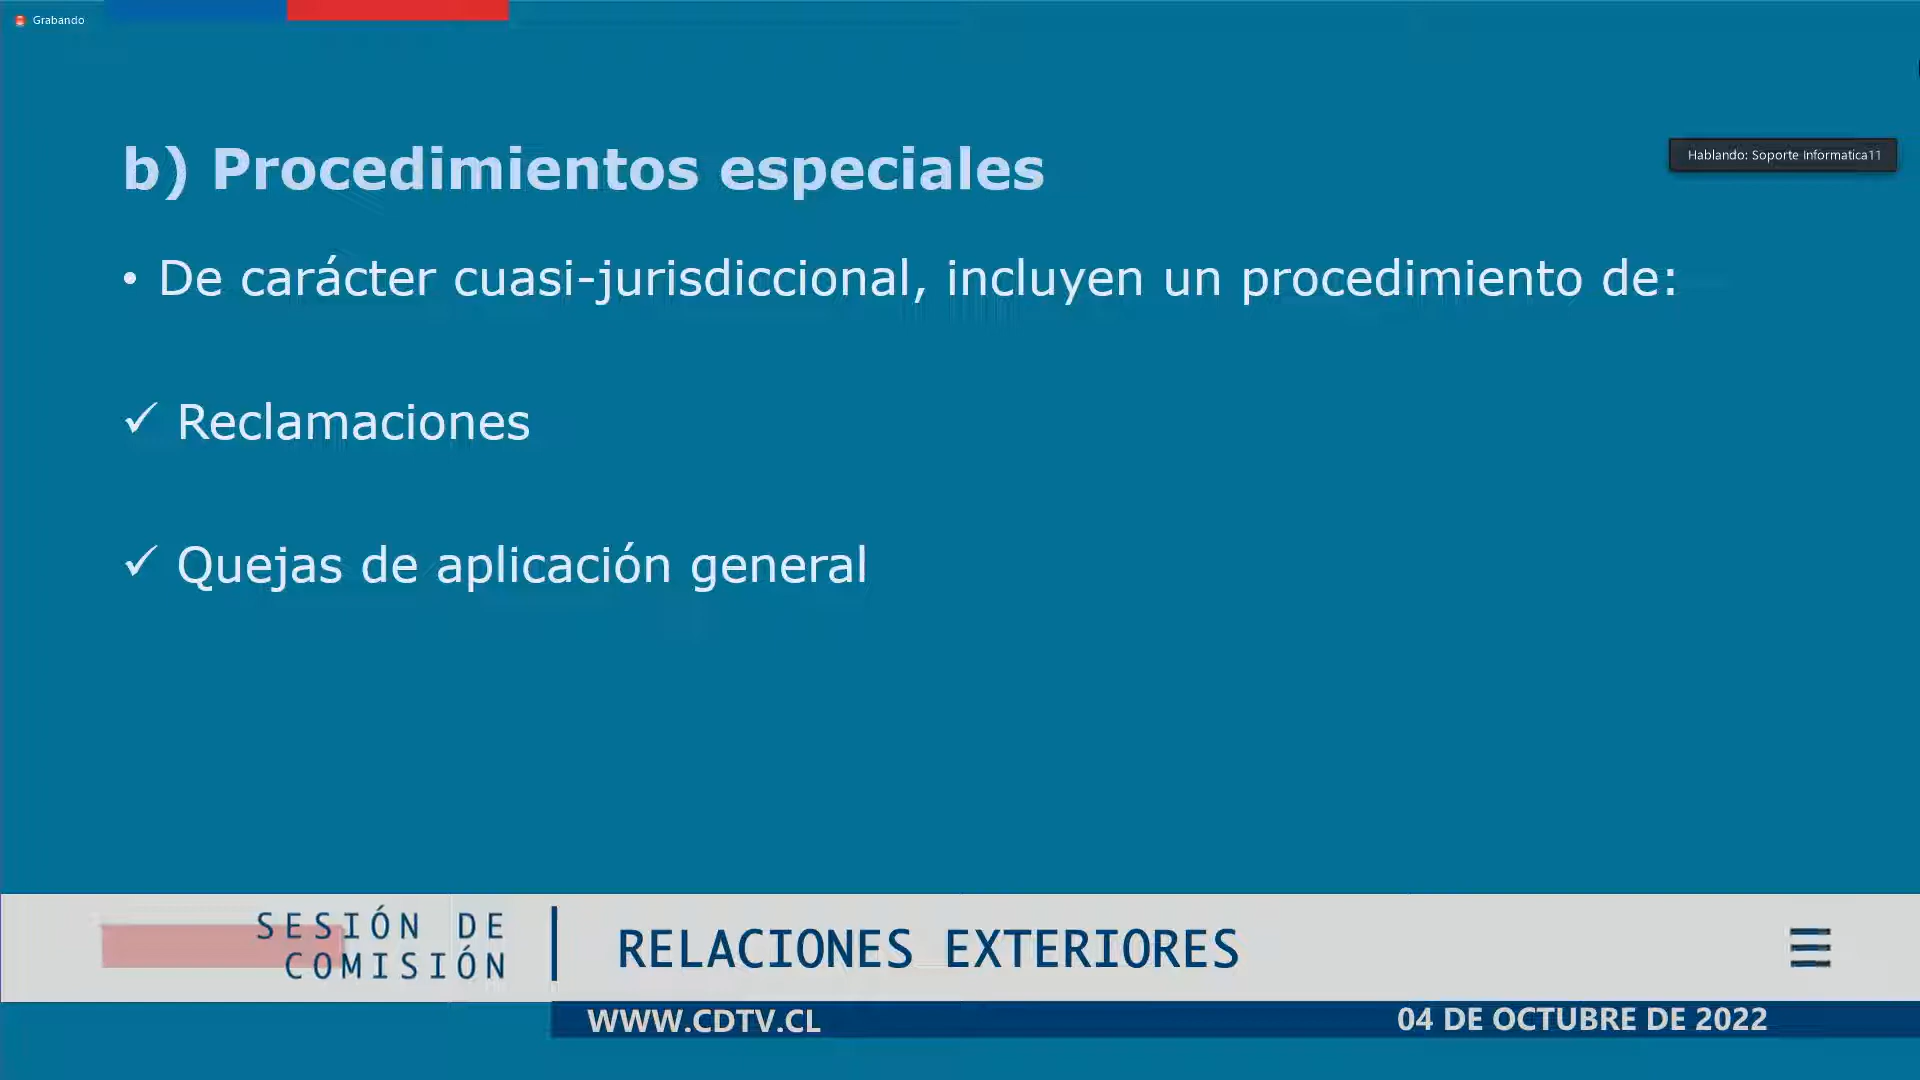 Grabando
b) Procedimientos especiales
Hablando: Soporte Informatica11
• De carácter cuasi-jurisdiccional, incluyen un procedimiento de:
✓ Reclamaciones
✓ Quejas de aplicación general
SESIÓN DE
COMISIÓN
RELACIONES EXTERIORES
WWW.CDTV.CL
04 DE OCTUBRE DE 2022